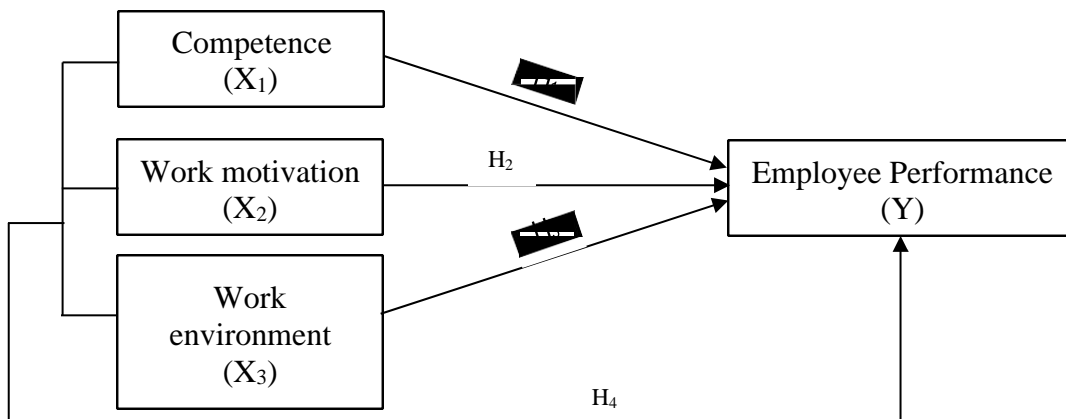 Competence
(X₁)
H₂
Work motivation
(X₂)
Employee Performance
(Y)
Work
environment
(X₃)
H₄